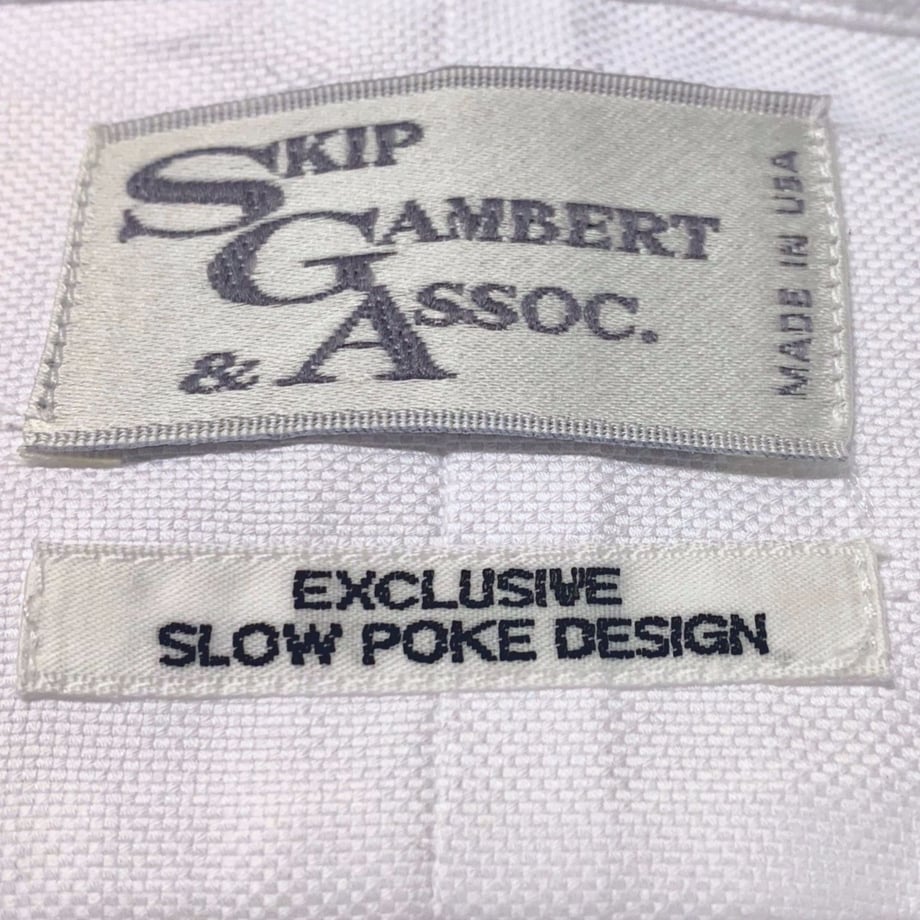 SKIP
GAMBERT
& ASSOC.
MADE IN USA
EXCLUSIVE
SLOW POKE DESIGN